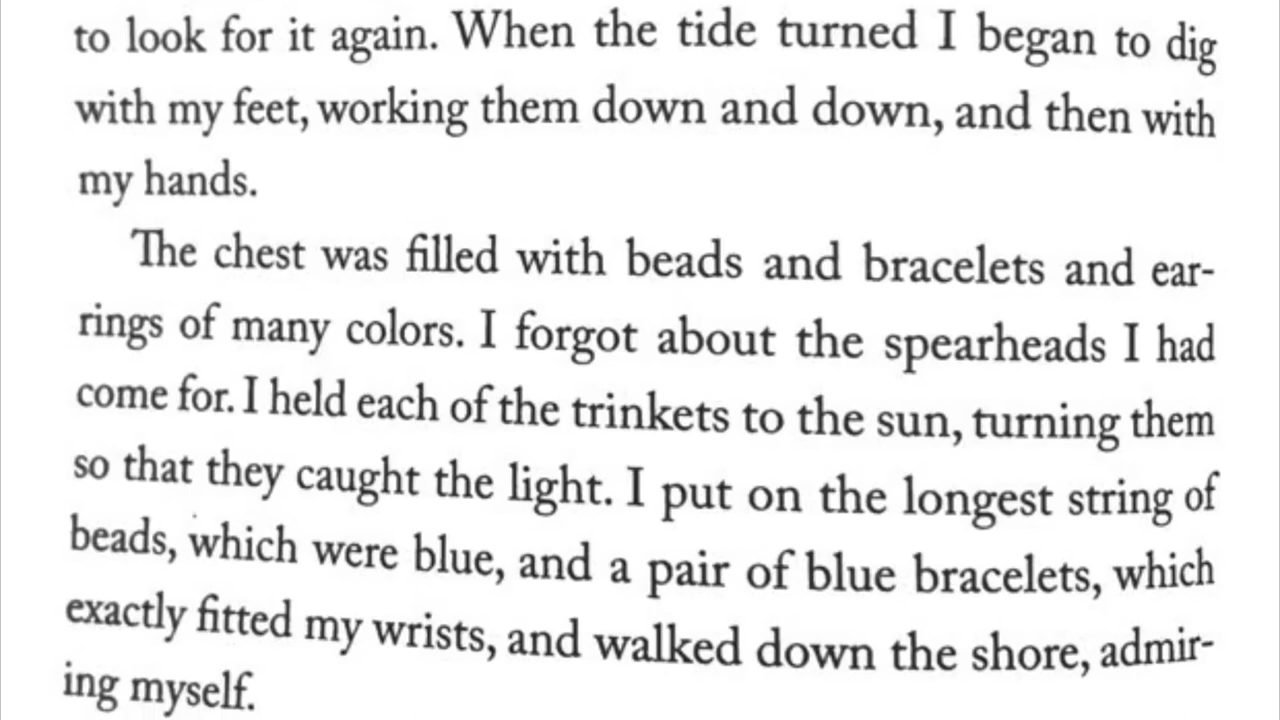 to look for it again. When the tide turned I began to dig
with my feet, working them down and down, and then with
my hands.
The chest was filled with beads and bracelets and ear-
rings of many colors. I forgot about the spearheads I had
come for. I held each of the trinkets to the sun, turning them
so that they caught the light. I put on the longest string of
beads, which were blue, and a pair of blue bracelets, which
exactly fitted my wrists, and walked down the shore, admir-
ing myself.